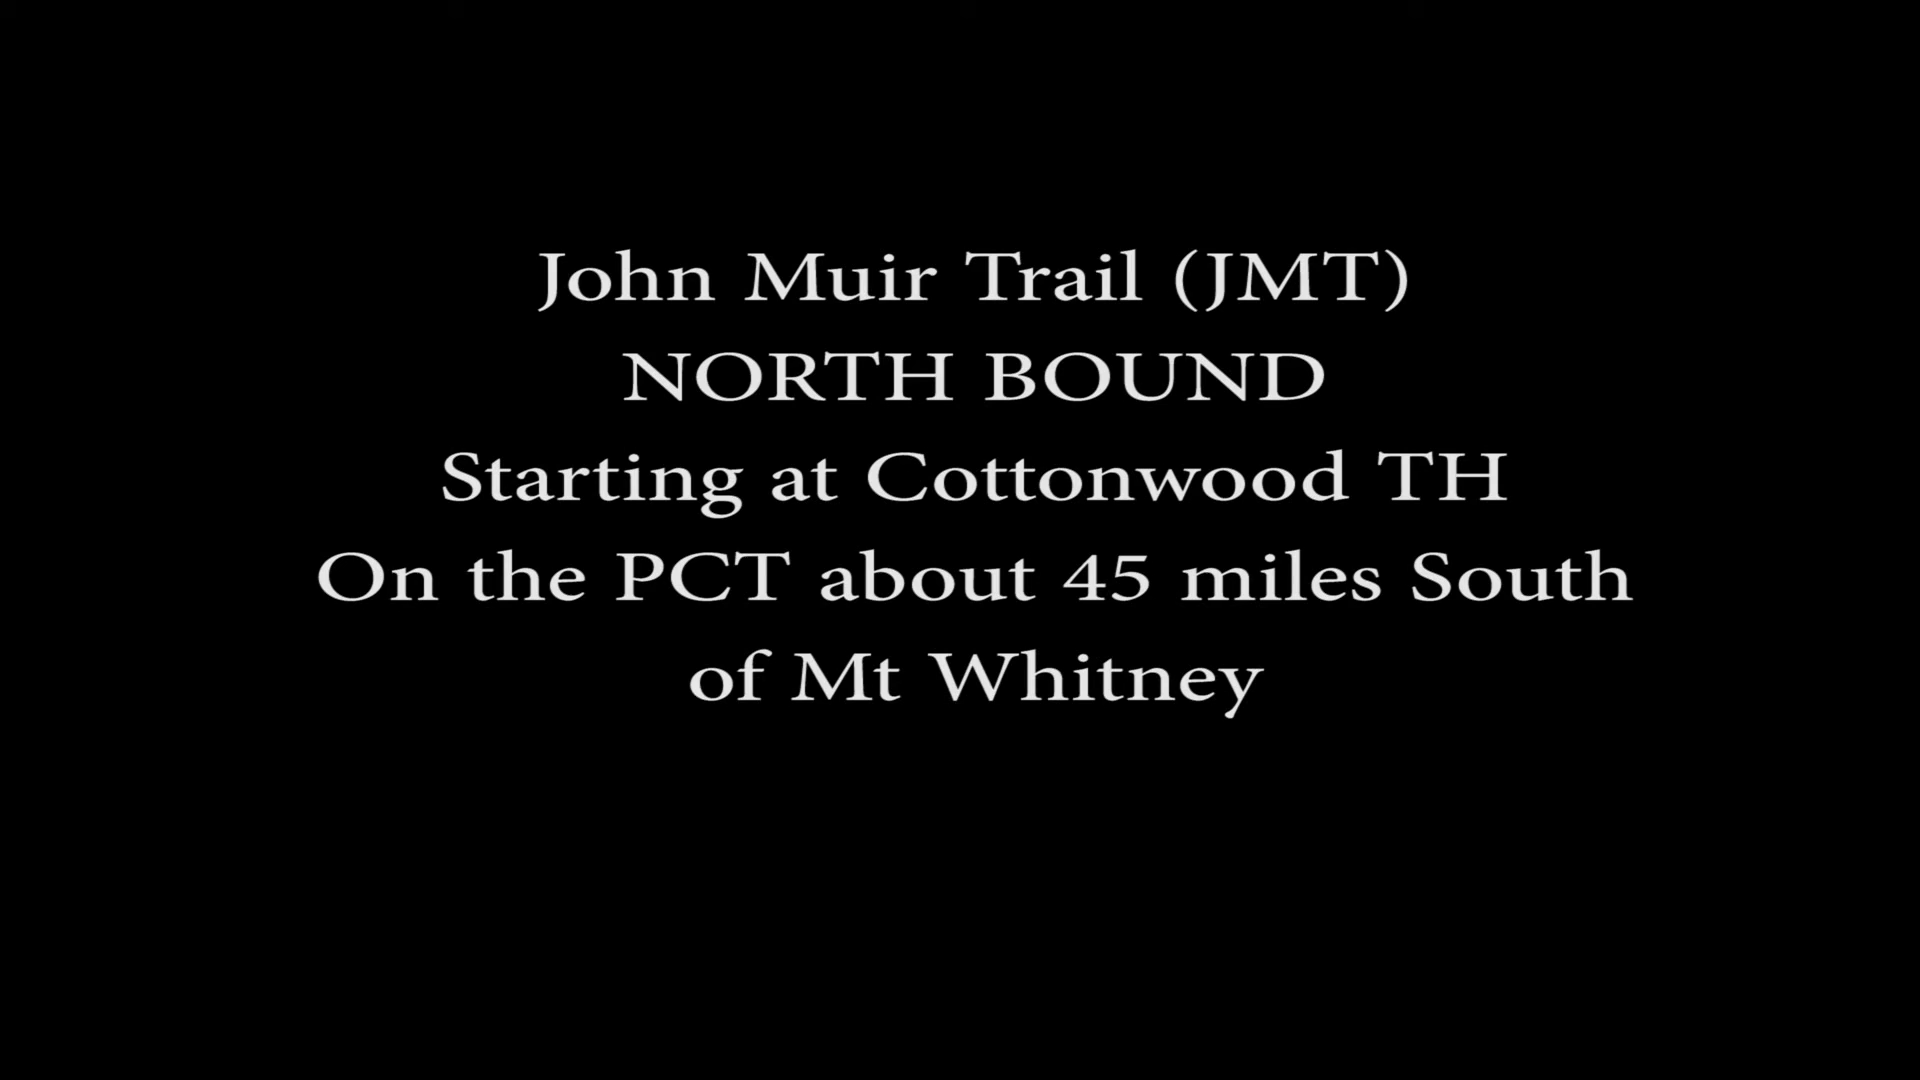 John Muir Trail (JMT)
NORTH BOUND
Starting at Cottonwood TH
On the PCT about 45 miles South
of Mt Whitney